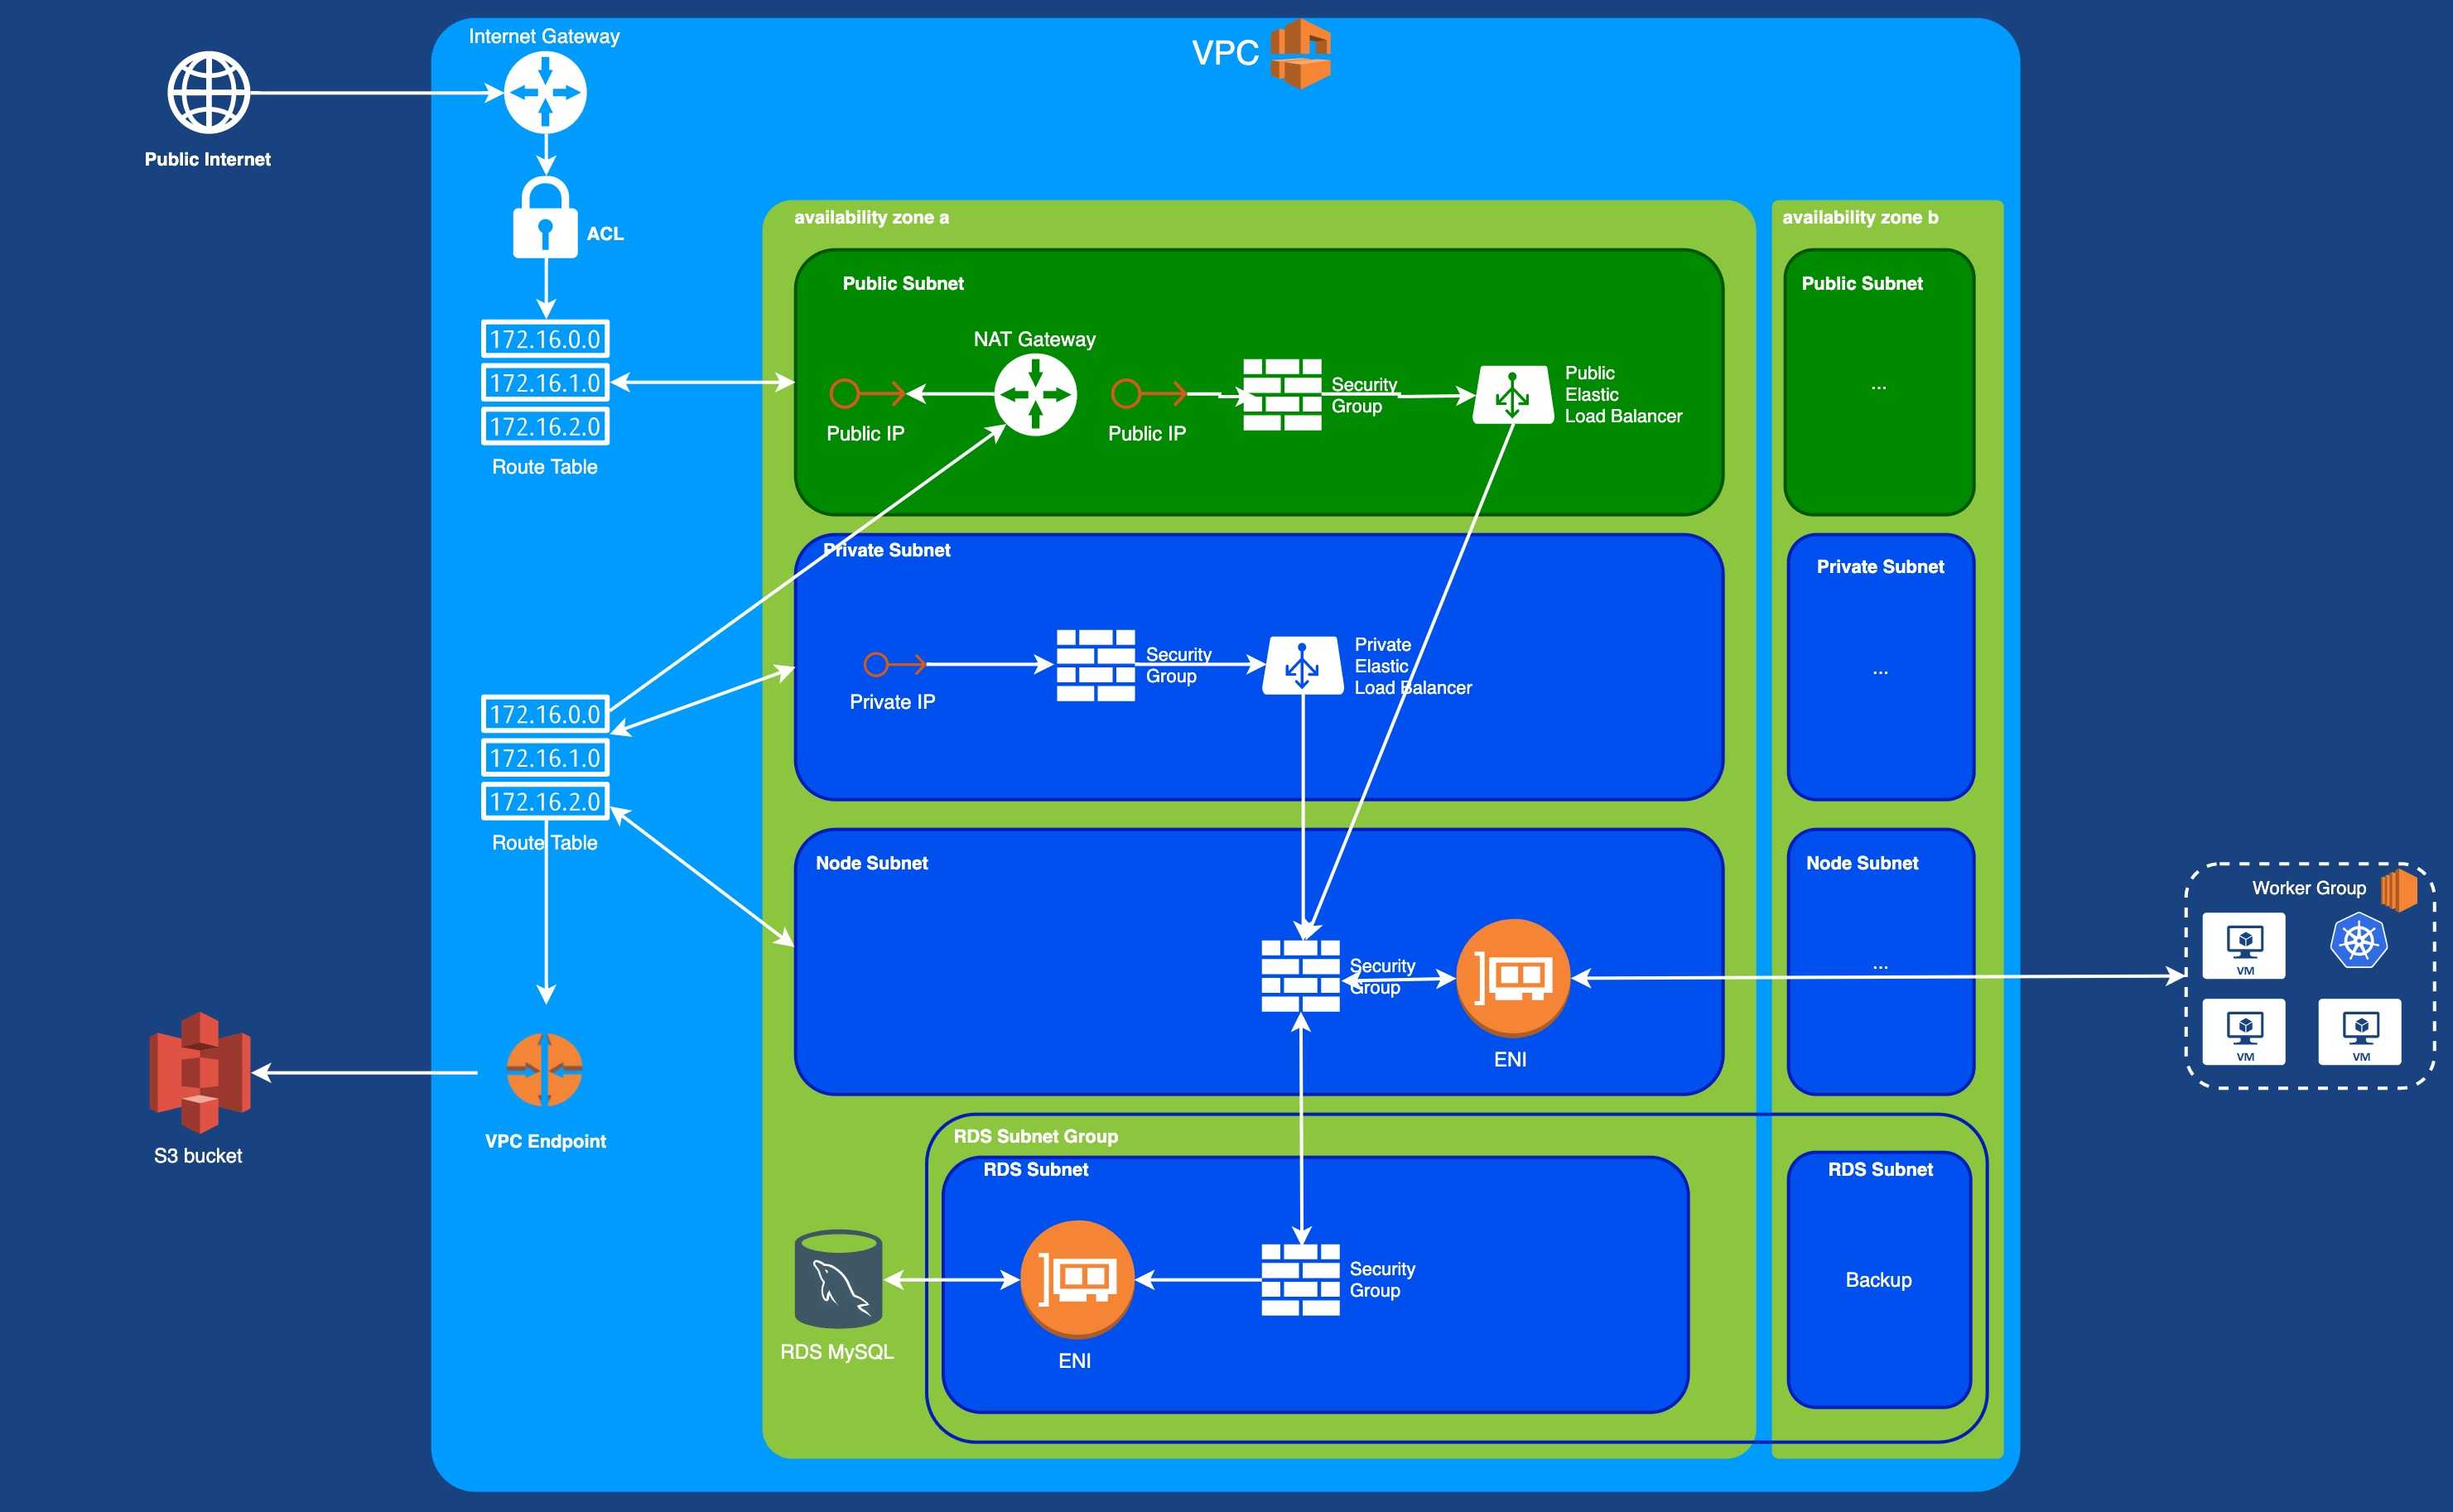 Internet Gateway
VPC
Public Internet
ACL
172.16.0.0
172.16.1.0
172.16.2.0
Route Table
availability zone a
availability zone b
Public Subnet
NAT Gateway
Public IP
Public IP
Security
Group
Public
Elastic
Load Balancer
Public Subnet
...
Private Subnet
Private IP
Security
Group
Private
Elastic
Load Balancer
Private Subnet
...
172.16.0.0
172.16.1.0
172.16.2.0
Route Table
Node Subnet
Security
Group
ENI
Node Subnet
...
Worker Group
VM
VM
VM
S3 bucket
VPC Endpoint
RDS Subnet Group
RDS Subnet
RDS MySQL
ENI
Security
Group
RDS Subnet
Backup